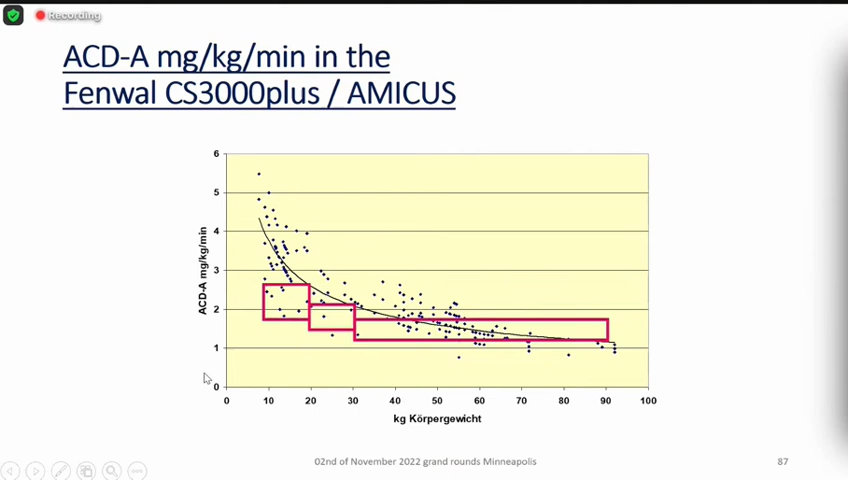 Recording
ACD-A mg/kg/min in the
Fenwal CS3000plus / AMICUS
6
5
4
3
2
1
0
ACD-A mg/kg/min
0 10 20 30 40 50 60 70 80 90 100
kg Körpergewicht
02nd of November 2022 grand rounds Minneapolis
87